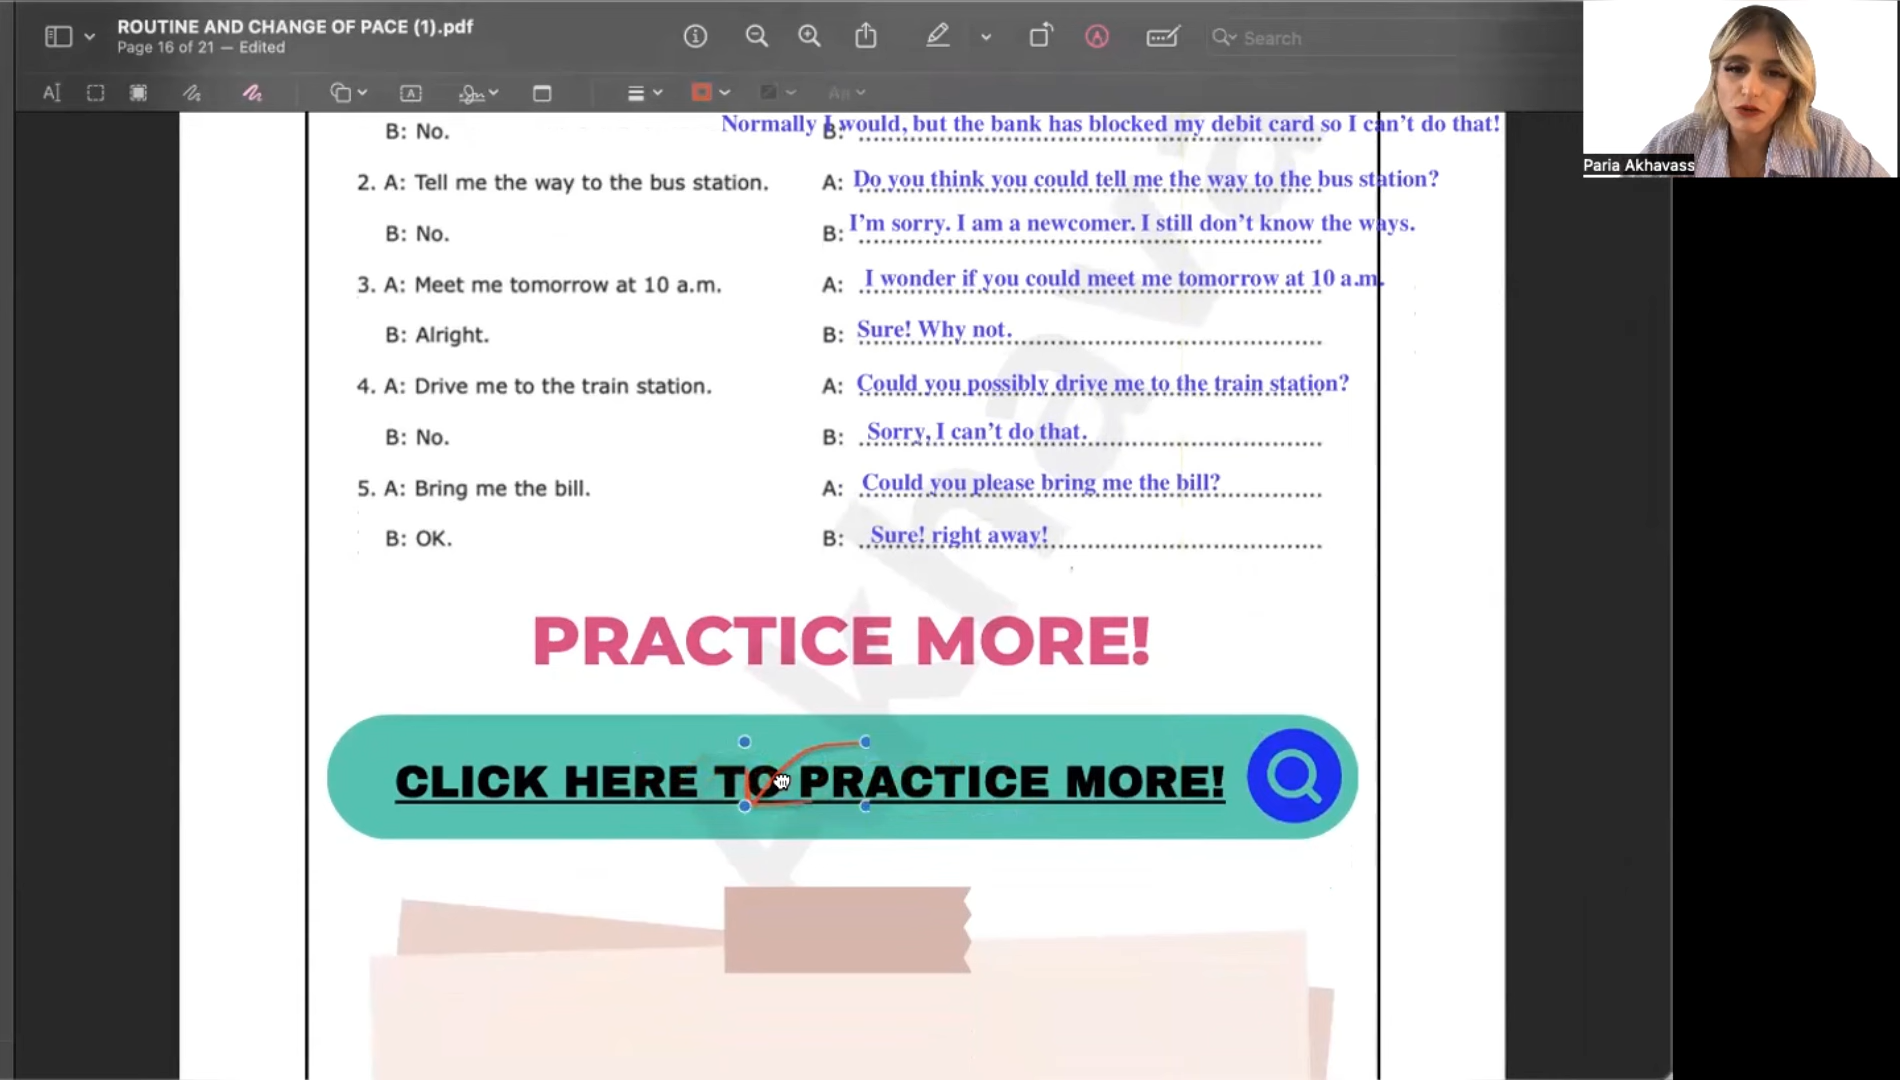 ROUTINE AND CHANGE OF PACE (1).pdf
Page 16 of 21 — Edited
Search
Paria Akhavass
B: No.
B: Normally I would, but the bank has blocked my debit card so I can't do that!
2. A: Tell me the way to the bus station.
A: Do you think you could tell me the way to the bus station?
B: No.
B: I'm sorry. I am a newcomer. I still don't know the ways.
3. A: Meet me tomorrow at 10 a.m.
A: I wonder if you could meet me tomorrow at 10 a.m.
B: Alright.
B: Sure! Why not.
4. A: Drive me to the train station.
A: Could you possibly drive me to the train station?
B: No.
B: Sorry, I can't do that.
5. A: Bring me the bill.
A: Could you please bring me the bill?
B: OK.
B: Sure! right away!
PRACTICE MORE!
CLICK HERE TO PRACTICE MORE!